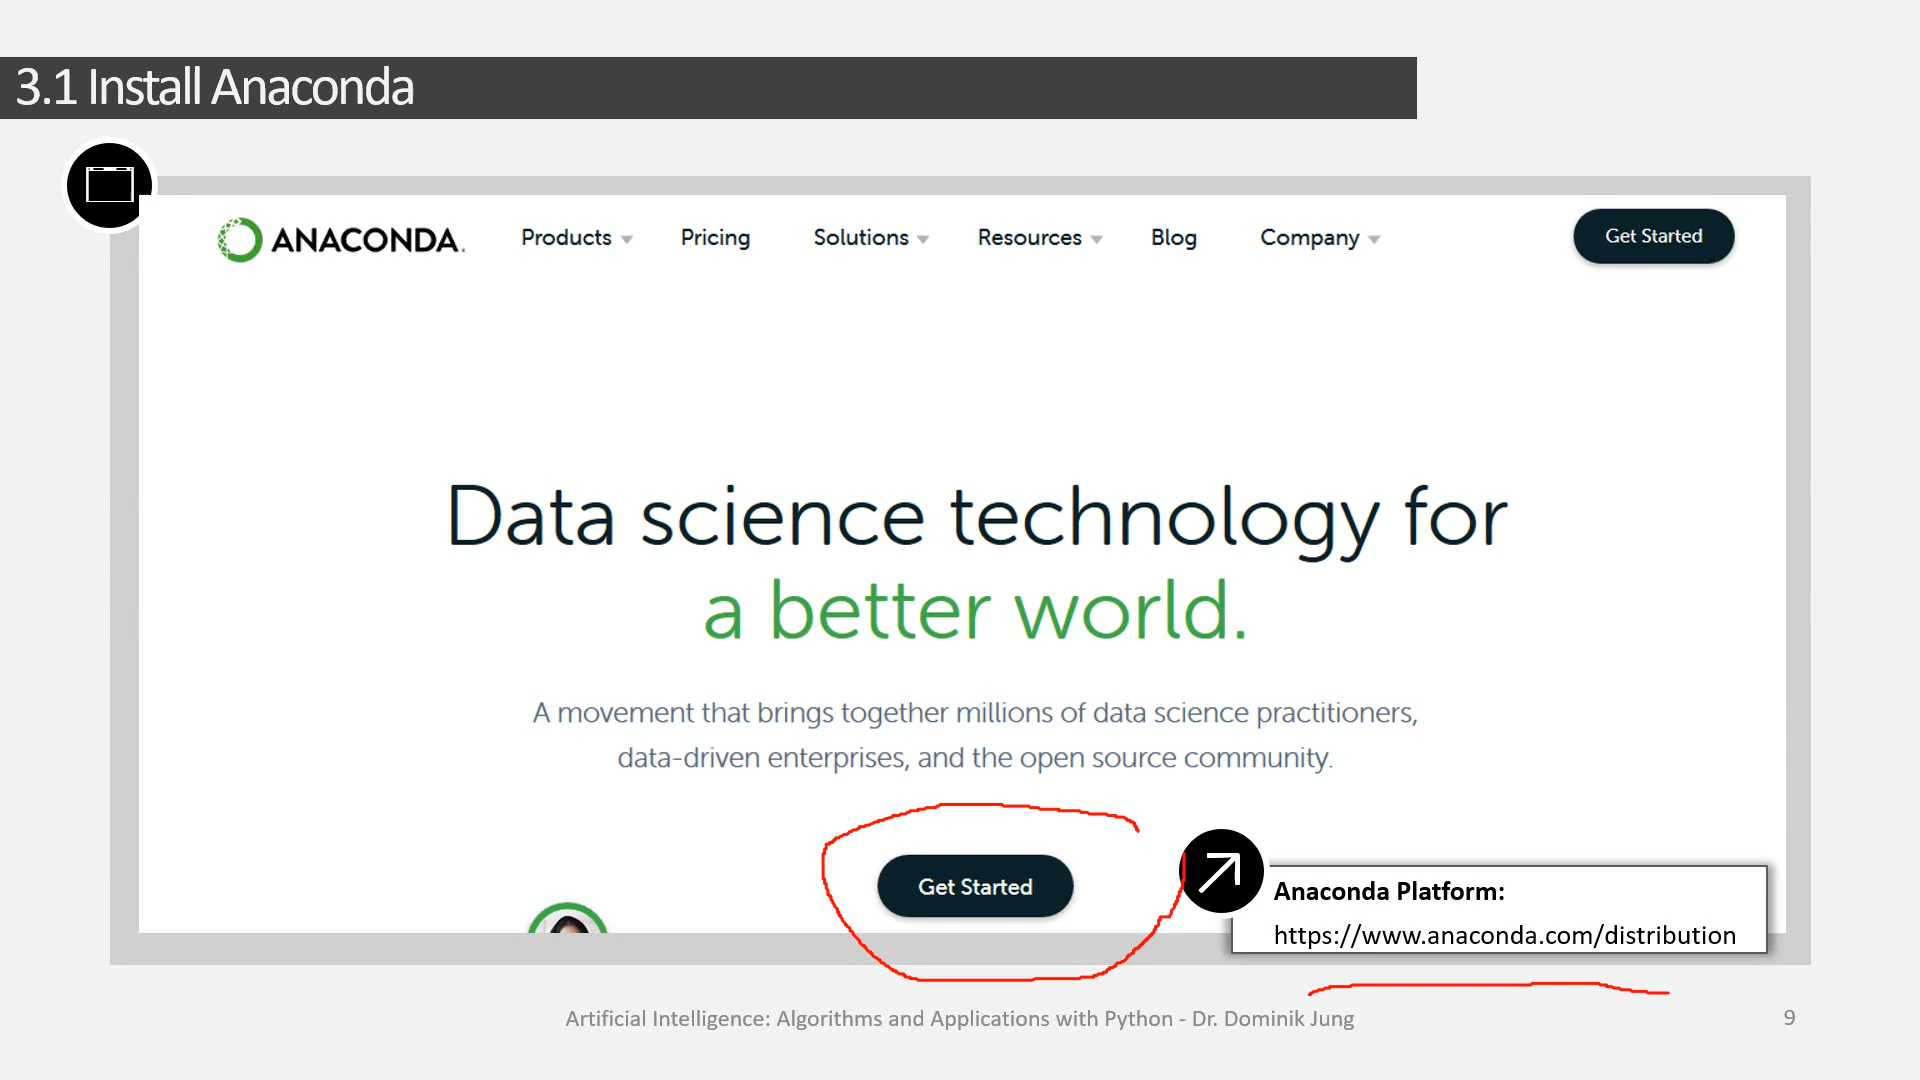 3.1 Install Anaconda
ANACONDA. Products Pricing Solutions Resources Blog Company Get Started
Data science technology for
a better world.
A movement that brings together millions of data science practitioners,
data-driven enterprises, and the open source community.
Get Started
Anaconda Platform:
https://www.anaconda.com/distribution
Artificial Intelligence: Algorithms and Applications with Python - Dr. Dominik Jung 9